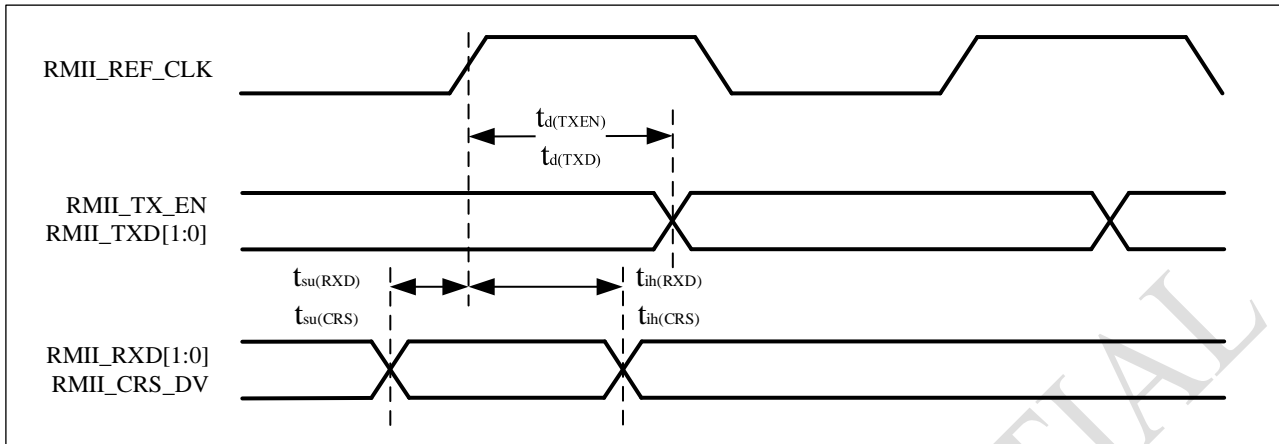 RMII_REF_CLK
td(TXEN)
td(TXD)
RMII_TX_EN
RMII_TXD[1:0]
tsu(RXD)
tih(RXD)
tsu(CRS)
tih(CRS)
RMII_RXD[1:0]
RMII_CRS_DV
TIAL